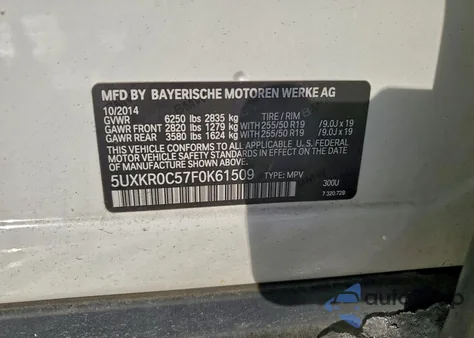 MFD BY BAYERISCHE MOTOREN WERKE AG
10/2014
GVWR 6250 lbs 2835 kg TIRE / RIM
GAWR FRONT 2820 lbs 1279 kg WITH 255/50 R19 /9.0J x 19
GAWR REAR 3580 lbs 1624 kg WITH 255/50 R19 /9.0J x 19
THIS VEHICLE CONFORMS TO ALL APPLICABLE U.S. FEDERAL
MOTOR VEHICLE SAFETY STANDARDS IN EFFECT ON THE
DATE OF MANUFACTURE SHOWN ABOVE.
5UXKR0C57F0K61509 TYPE: MPV
300U
7 320 728